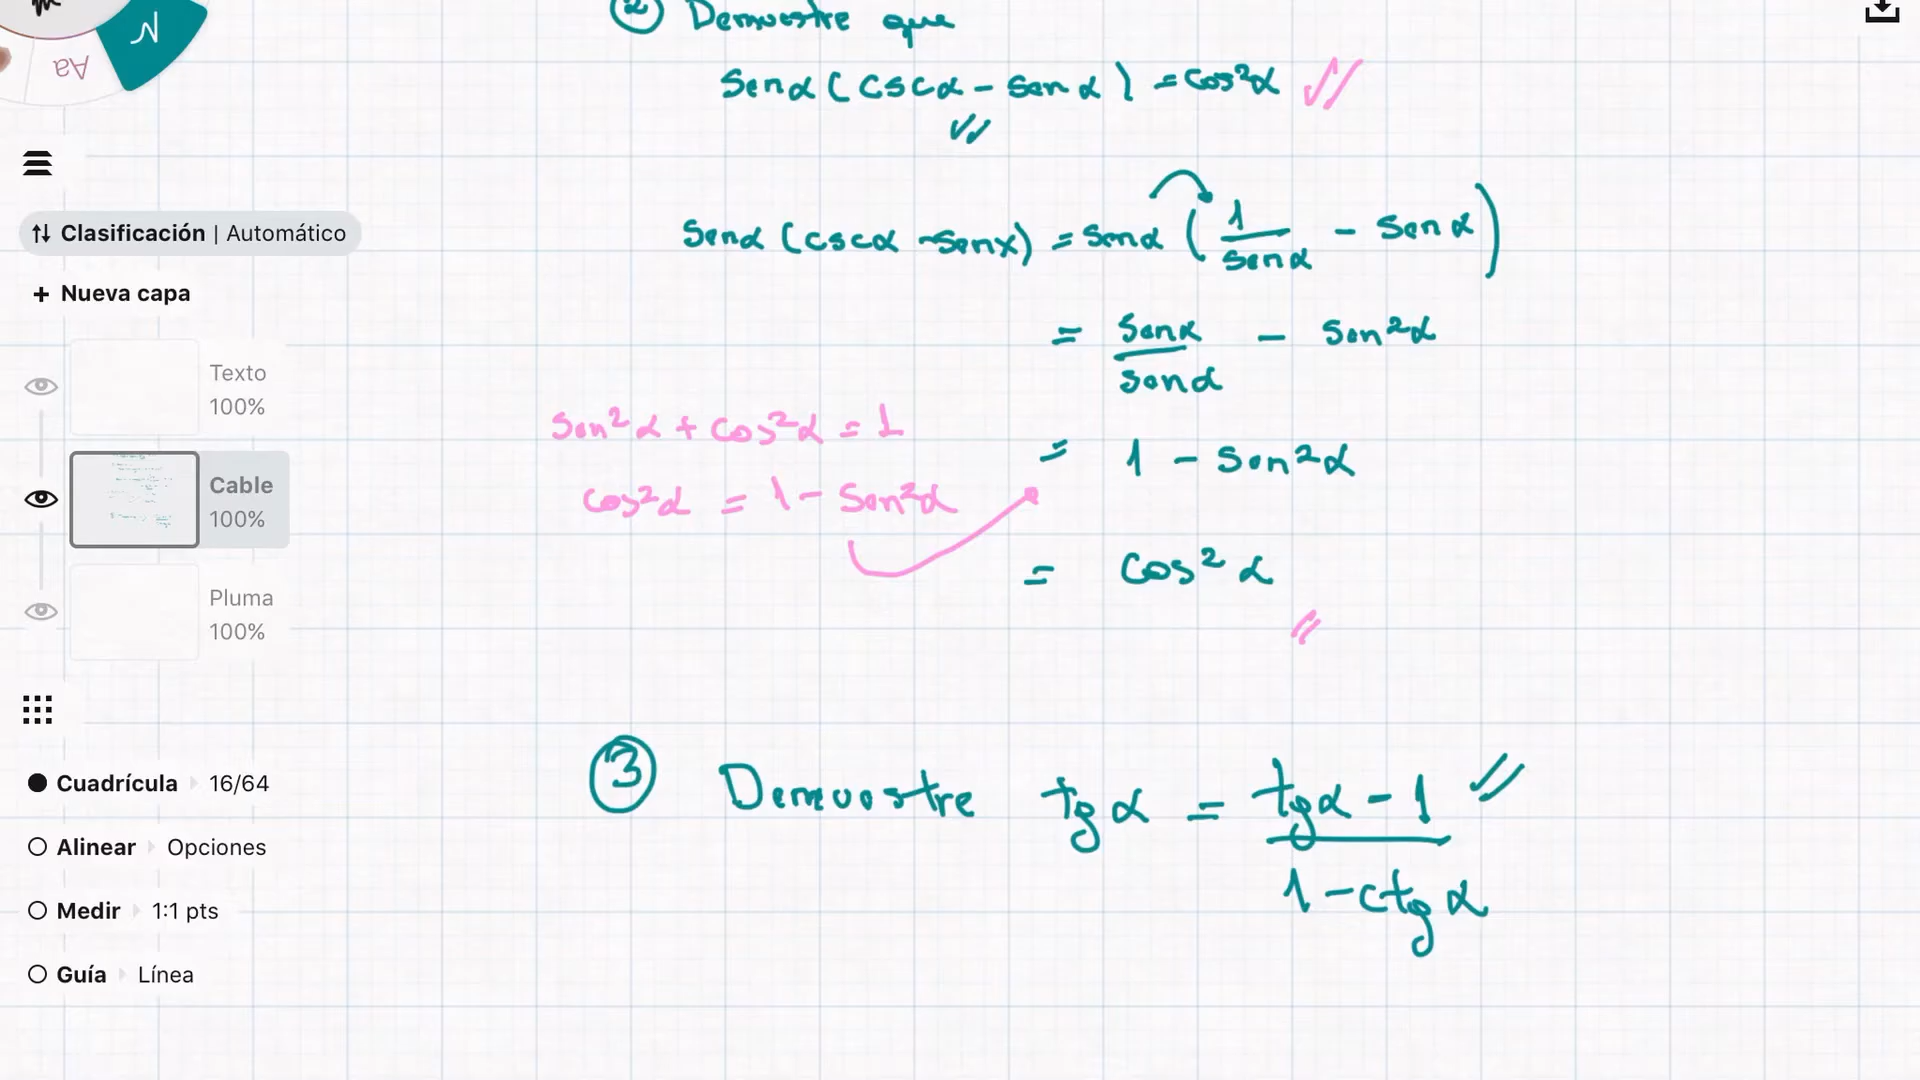 ② Demuestre que
Aa
Senα (cscα - senα) = cos²α
Senα (cscα - senx) = senα (1/senα - senα)
= senα/senα - sen²α
sen²α + cos²α = 1
= 1 - sen²α
cos²α = 1 - sen²α
= cos²α
③ Demuestre tgα = tgα - 1 / 1 - ctgα
Clasificación | Automático
+ Nueva capa
Texto
100%
Cable
100%
Pluma
100%
Cuadrícula 16/64
Alinear Opciones
Medir 1:1 pts
Guía Línea